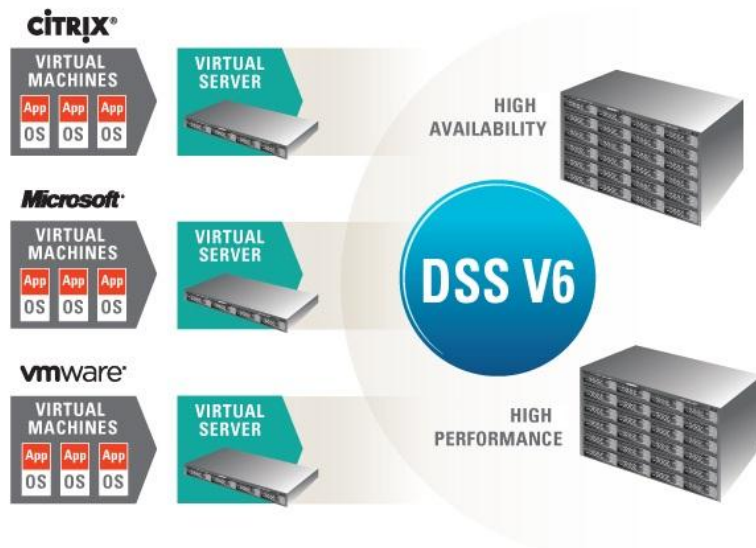 CİTRIX®
VIRTUAL
MACHINES
App App App
OS OS OS
VIRTUAL
SERVER
HIGH
AVAILABILITY
Microsoft
VIRTUAL
MACHINES
App App App
OS OS OS
VIRTUAL
SERVER
DSS V6
vmware
VIRTUAL
MACHINES
App App App
OS OS OS
VIRTUAL
SERVER
HIGH
PERFORMANCE